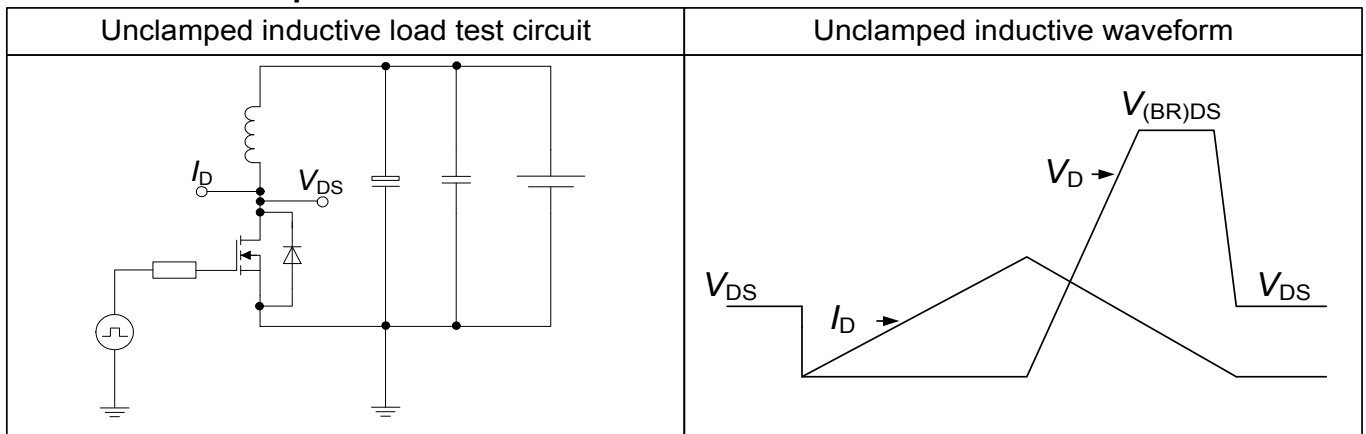 Unclamped inductive load test circuit
Unclamped inductive waveform
I_D
V_DS
V_(BR)DS
V_D
V_DS
I_D
V_DS